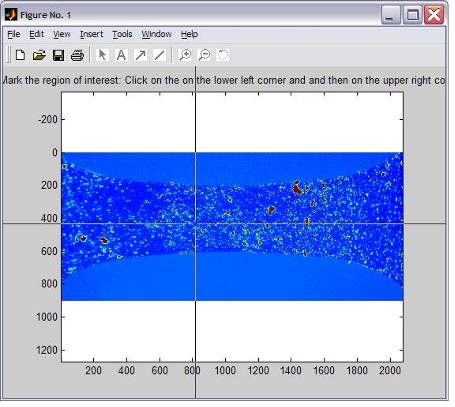 Figure No. 1
File Edit View Insert Tools Window Help
Mark the region of interest: Click on the on the lower left corner and and then on the upper right co
-200
0
200
400
600
800
1000
1200
200 400 600 800 1000 1200 1400 1600 1800 2000